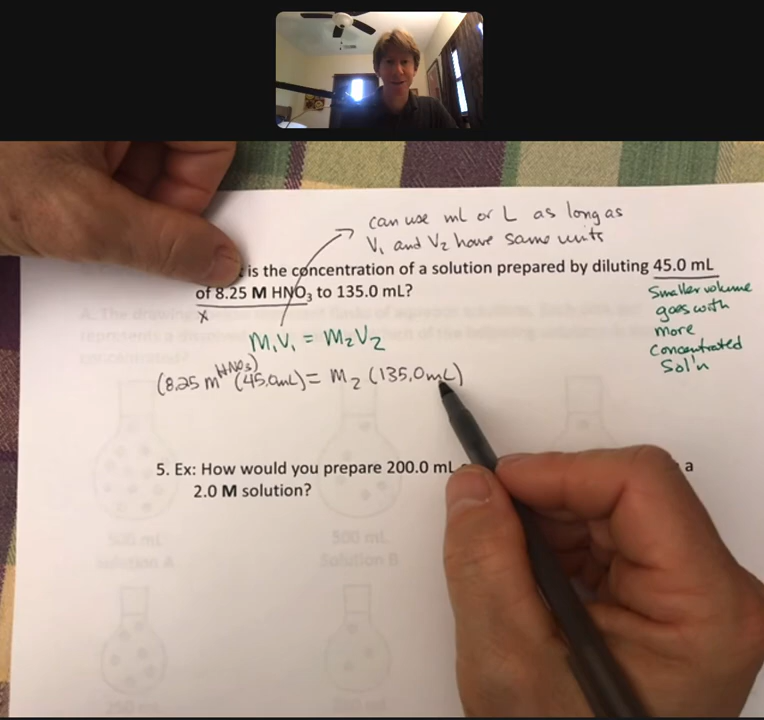 can use mL or L as long as
V₁ and V₂ have same units
is the concentration of a solution prepared by diluting 45.0 mL
of 8.25 M HNO₃ to 135.0 mL?
x
Smaller volume
goes with
more
concentrated
Sol'n
M₁V₁ = M₂V₂
(8.25 M HNO₃)(45.0mL) = M₂ (135.0mL)
5. Ex: How would you prepare 200.0 mL
a
2.0 M solution?
500 mL
500 mL
Solution A
Solution B